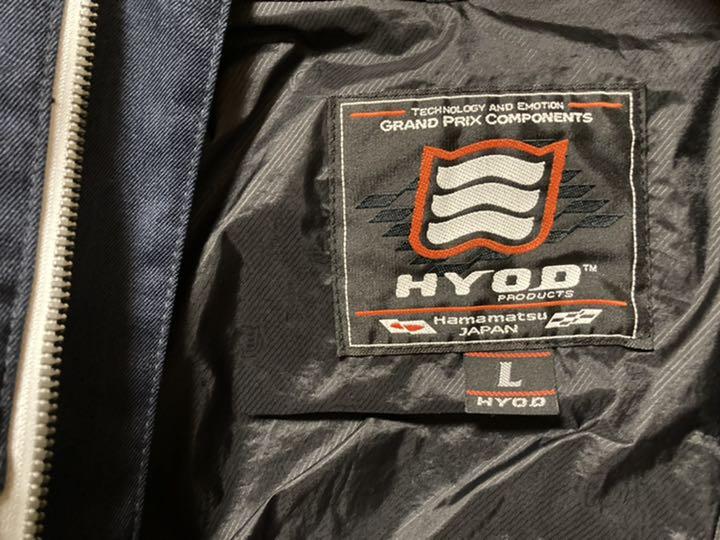 TECHNOLOGY AND EMOTION
GRAND PRIX COMPONENTS
HYOD™
PRODUCTS
Hamamatsu
JAPAN
L
HYOD